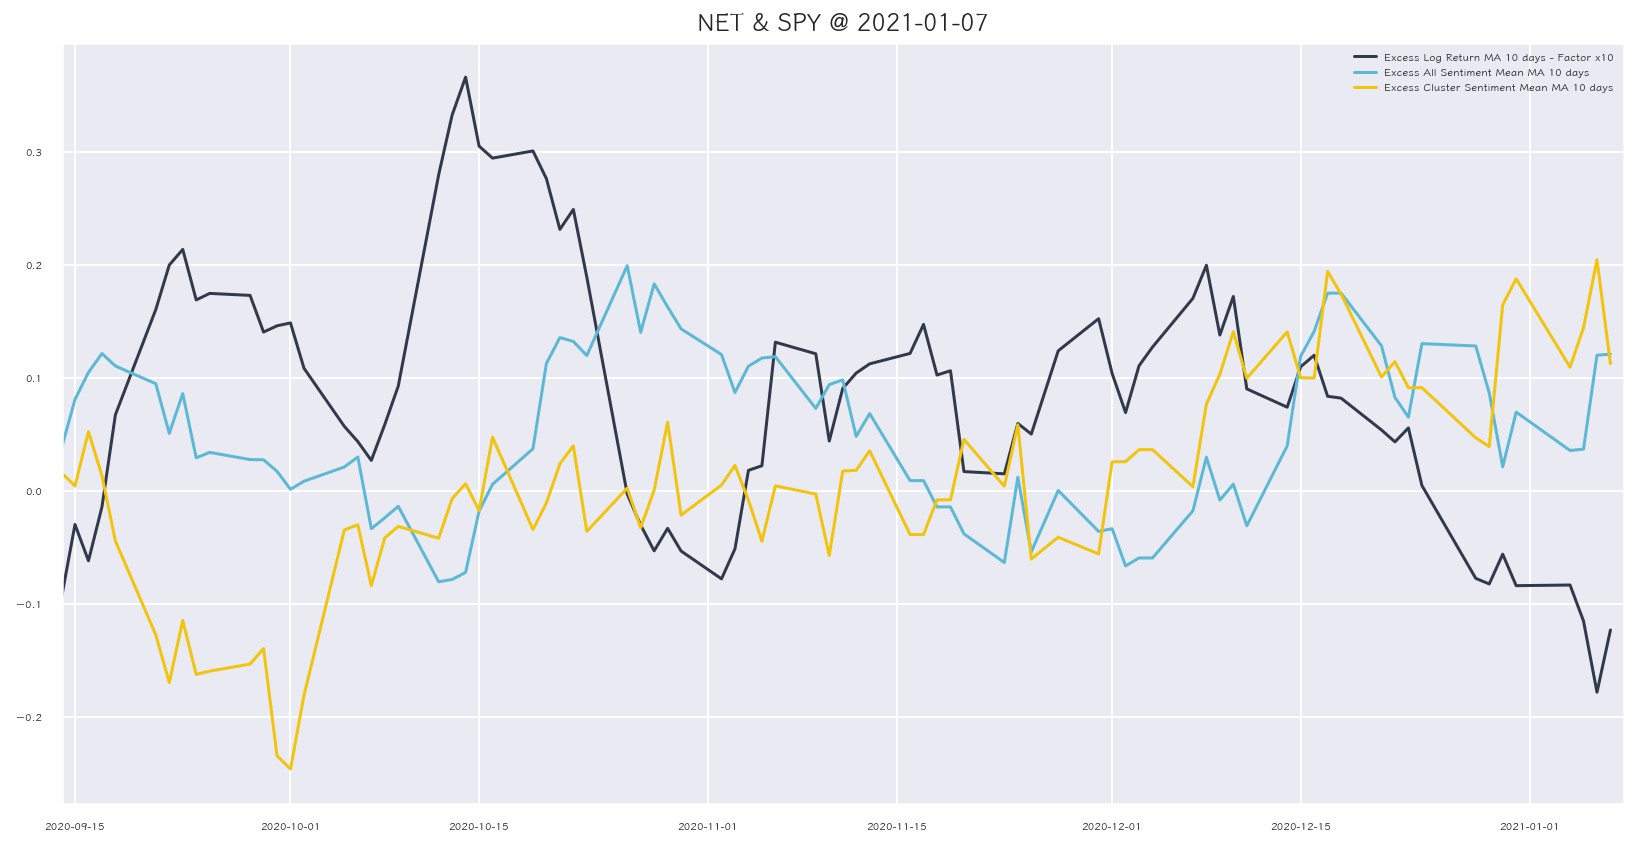 NET & SPY @ 2021-01-07
Excess Log Return MA 10 days - Factor x10
Excess All Sentiment Mean MA 10 days
Excess Cluster Sentiment Mean MA 10 days
0.3
0.2
0.1
0.0
−0.1
−0.2
2020-09-15 2020-10-01 2020-10-15 2020-11-01 2020-11-15 2020-12-01 2020-12-15 2021-01-01